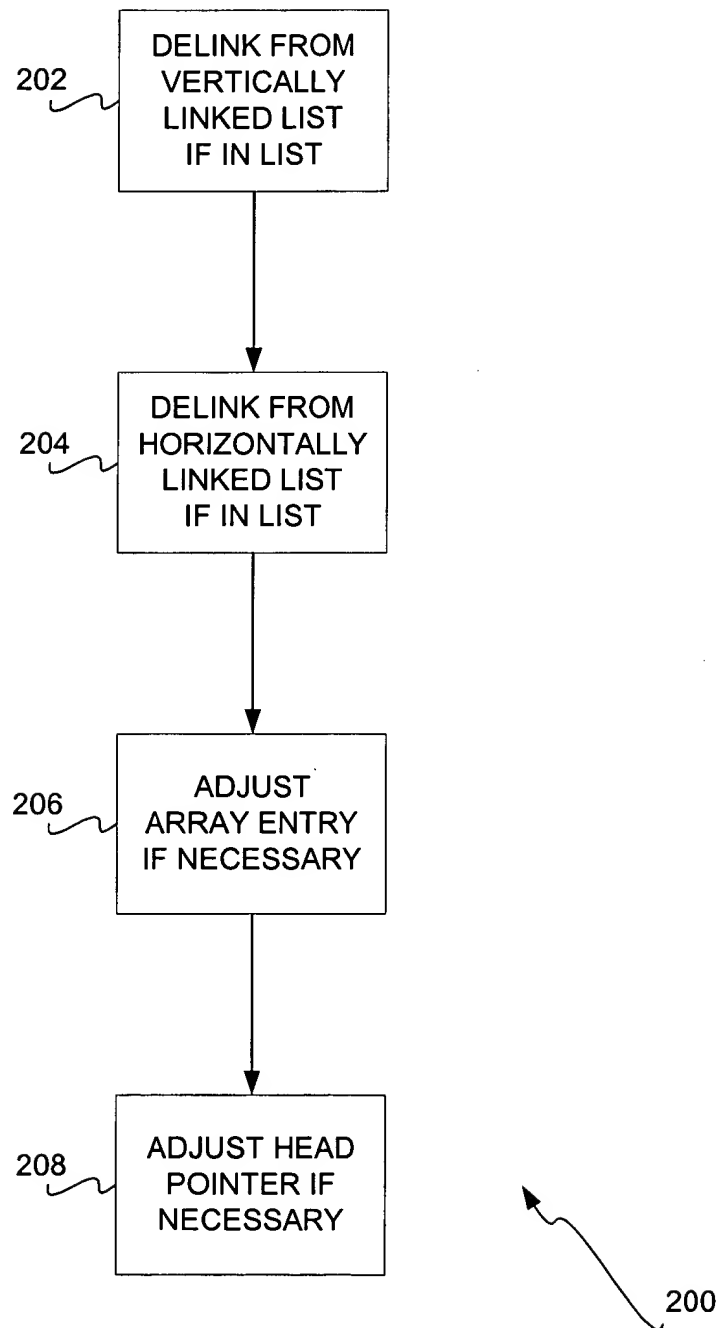 202
DELINK FROM
VERTICALLY
LINKED LIST
IF IN LIST
204
DELINK FROM
HORIZONTALLY
LINKED LIST
IF IN LIST
206
ADJUST
ARRAY ENTRY
IF NECESSARY
208
ADJUST HEAD
POINTER IF
NECESSARY
200